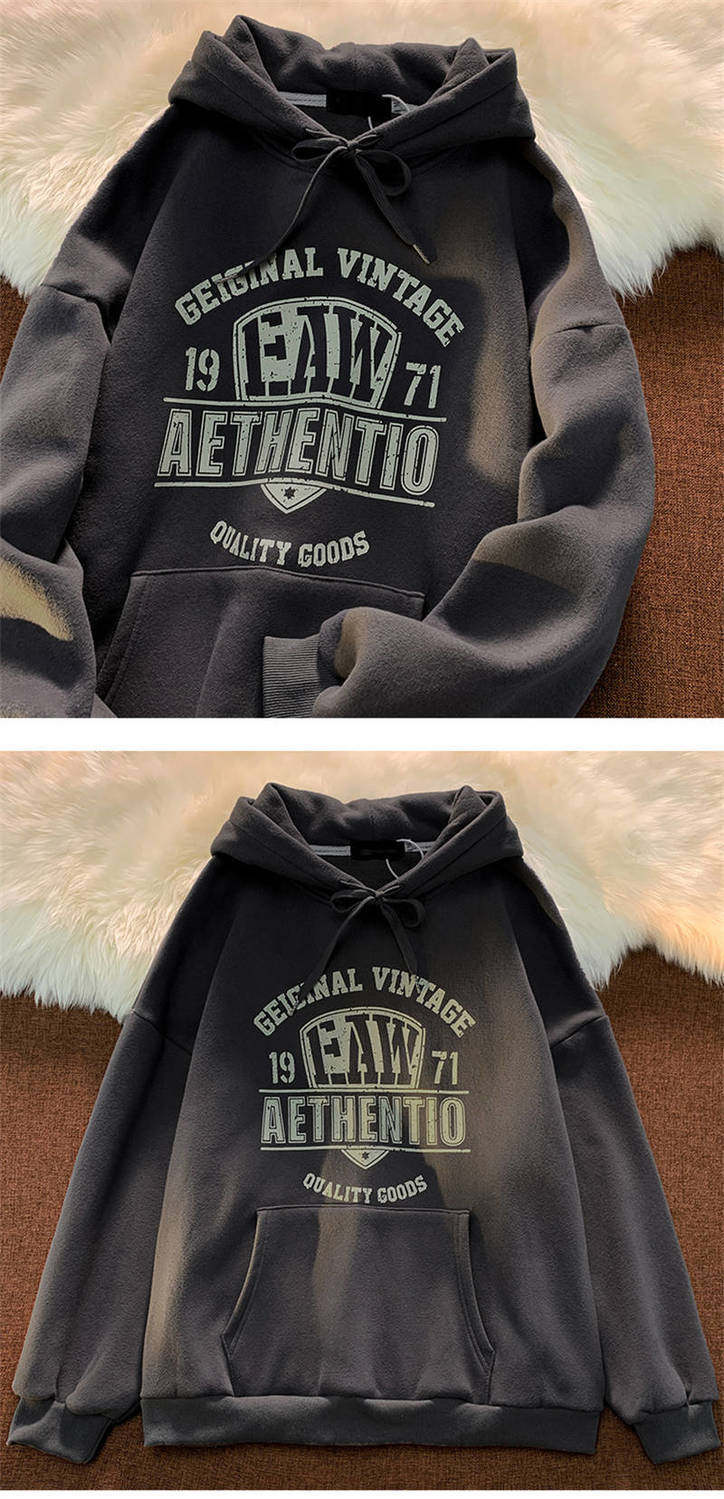 GEIGINAL VINTAGE
19 EAW 71
AETHENTIO
QUALITY GOODS
GEIGINAL VINTAGE
19 EAW 71
AETHENTIO
QUALITY GOODS